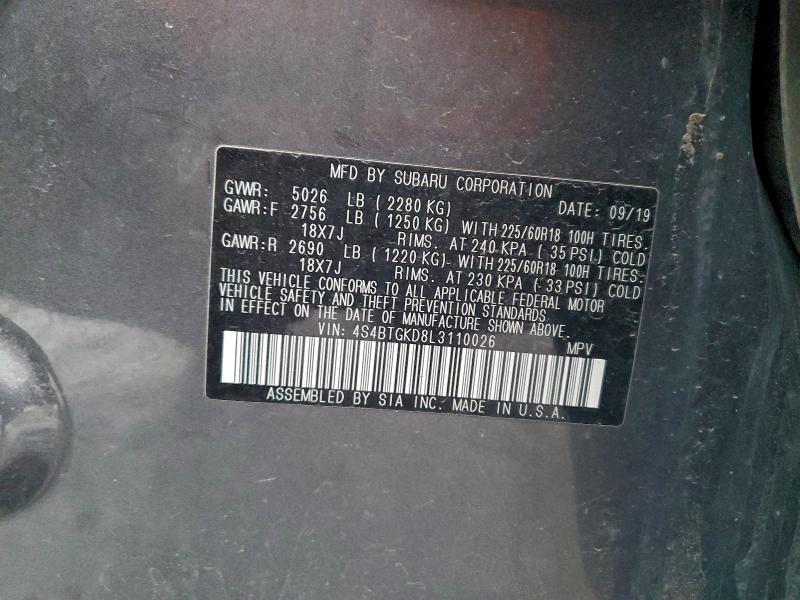 MFD BY SUBARU CORPORATION
GVWR: 5026 LB ( 2280 KG) DATE: 09/19
GAWR:F 2756 LB ( 1250 KG) WITH 225/60R18 100H TIRES.
18X7J RIMS. AT 240 KPA ( 35 PSI) COLD
GAWR:R 2690 LB ( 1220 KG) WITH 225/60R18 100H TIRES.
18X7J RIMS. AT 230 KPA ( 33 PSI) COLD
THIS VEHICLE CONFORMS TO ALL APPLICABLE FEDERAL MOTOR
VEHICLE SAFETY AND THEFT PREVENTION STANDARDS
IN EFFECT ON THE DATE OF MANUFACTURE SHOWN ABOVE.
VIN: 4S4BTGKD8L3110026 MPV
ASSEMBLED BY SIA INC. MADE IN U.S.A.